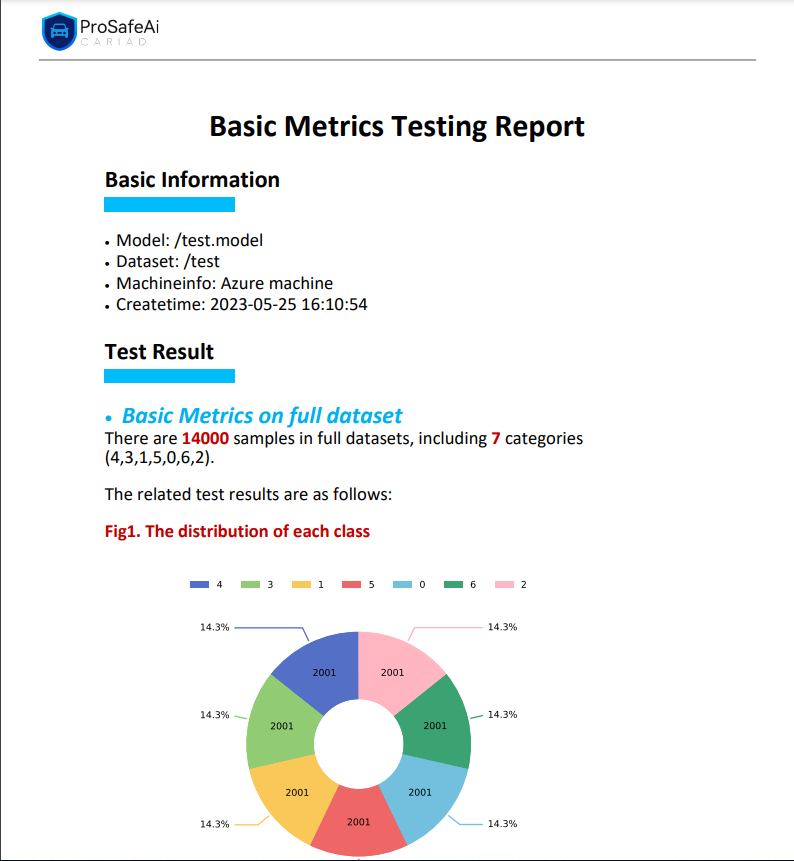 ProSafeAi
CARIAD
Basic Metrics Testing Report
Basic Information
• Model: /test.model
• Dataset: /test
• Machineinfo: Azure machine
• Createtime: 2023-05-25 16:10:54
Test Result
• Basic Metrics on full dataset
There are 14000 samples in full datasets, including 7 categories
(4,3,1,5,0,6,2).
The related test results are as follows:
Fig1. The distribution of each class
4 3 1 5 0 6 2
14.3% 14.3%
2001 2001
14.3% 14.3%
2001 2001
2001 2001
14.3% 2001 14.3%